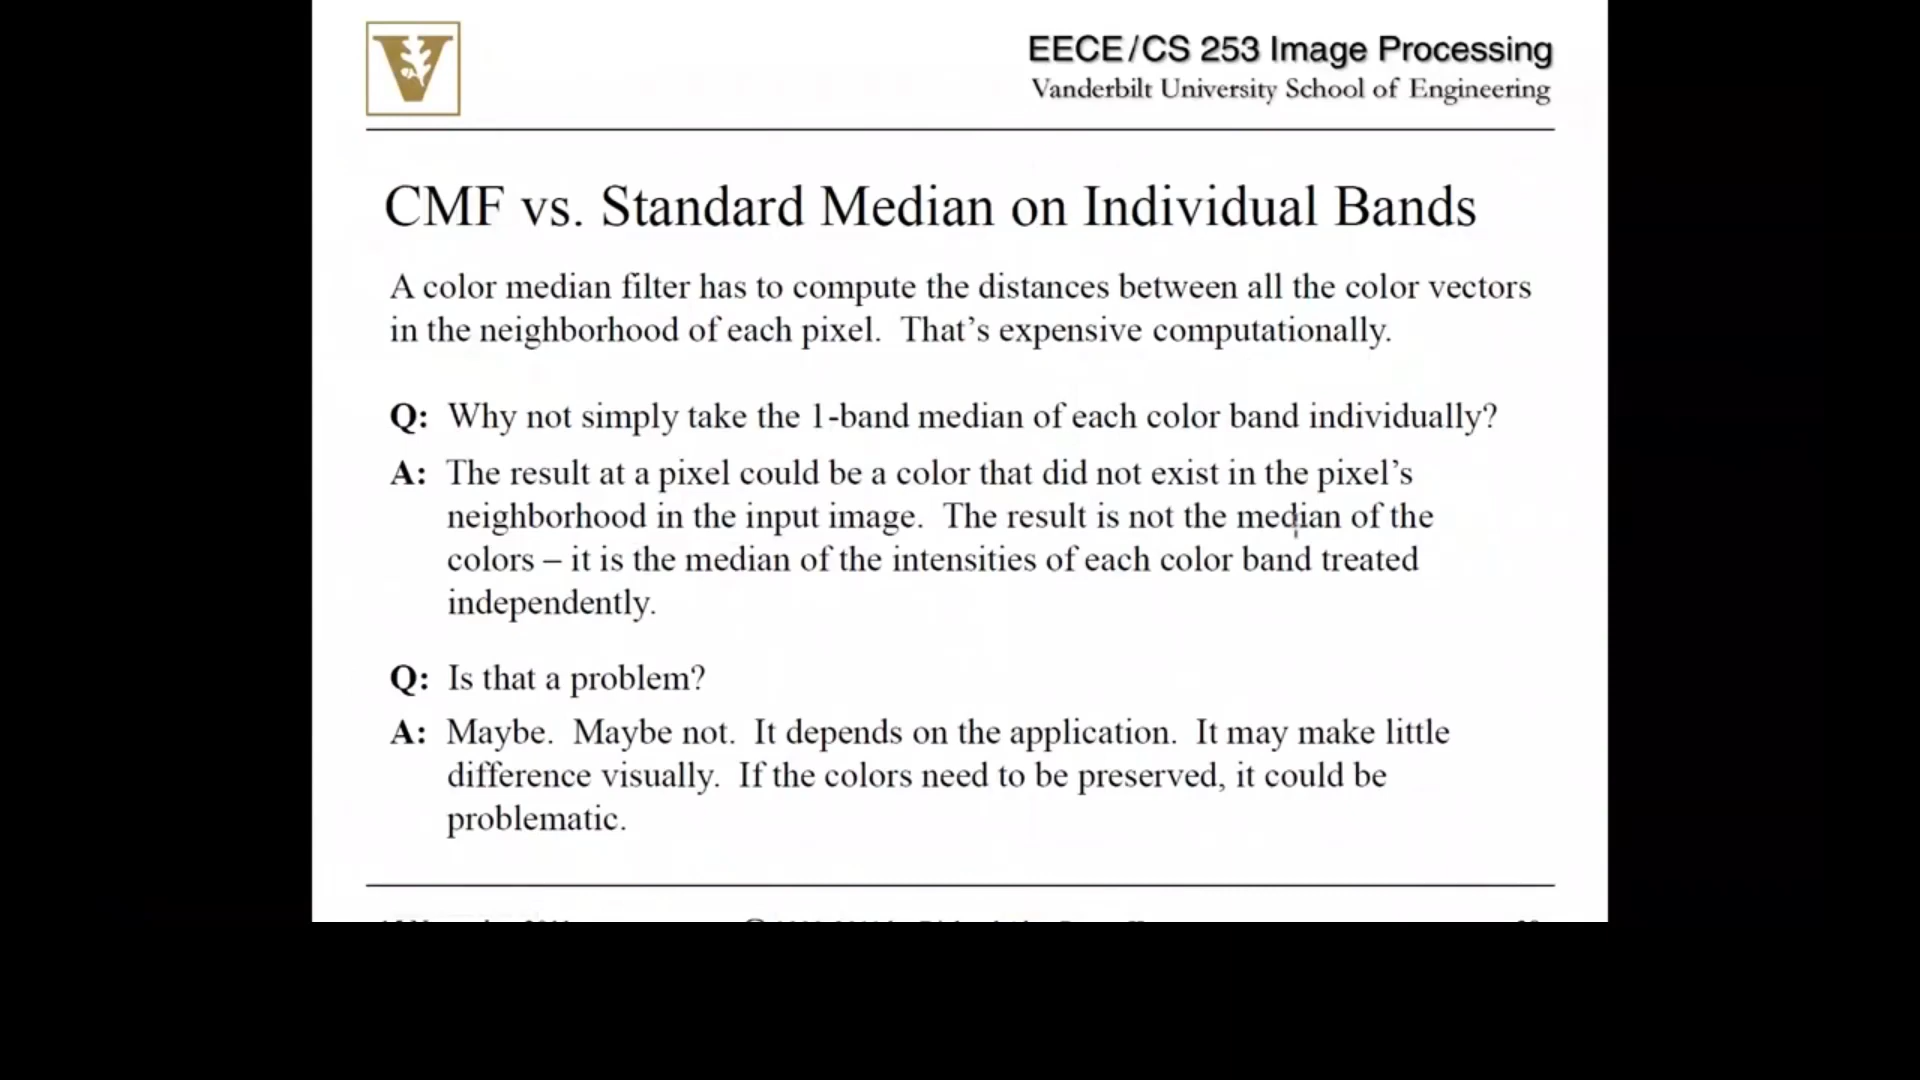 V
EECE/CS 253 Image Processing
Vanderbilt University School of Engineering
CMF vs. Standard Median on Individual Bands
A color median filter has to compute the distances between all the color vectors
in the neighborhood of each pixel. That's expensive computationally.
Q: Why not simply take the 1-band median of each color band individually?
A: The result at a pixel could be a color that did not exist in the pixel's
neighborhood in the input image. The result is not the median of the
colors – it is the median of the intensities of each color band treated
independently.
Q: Is that a problem?
A: Maybe. Maybe not. It depends on the application. It may make little
difference visually. If the colors need to be preserved, it could be
problematic.